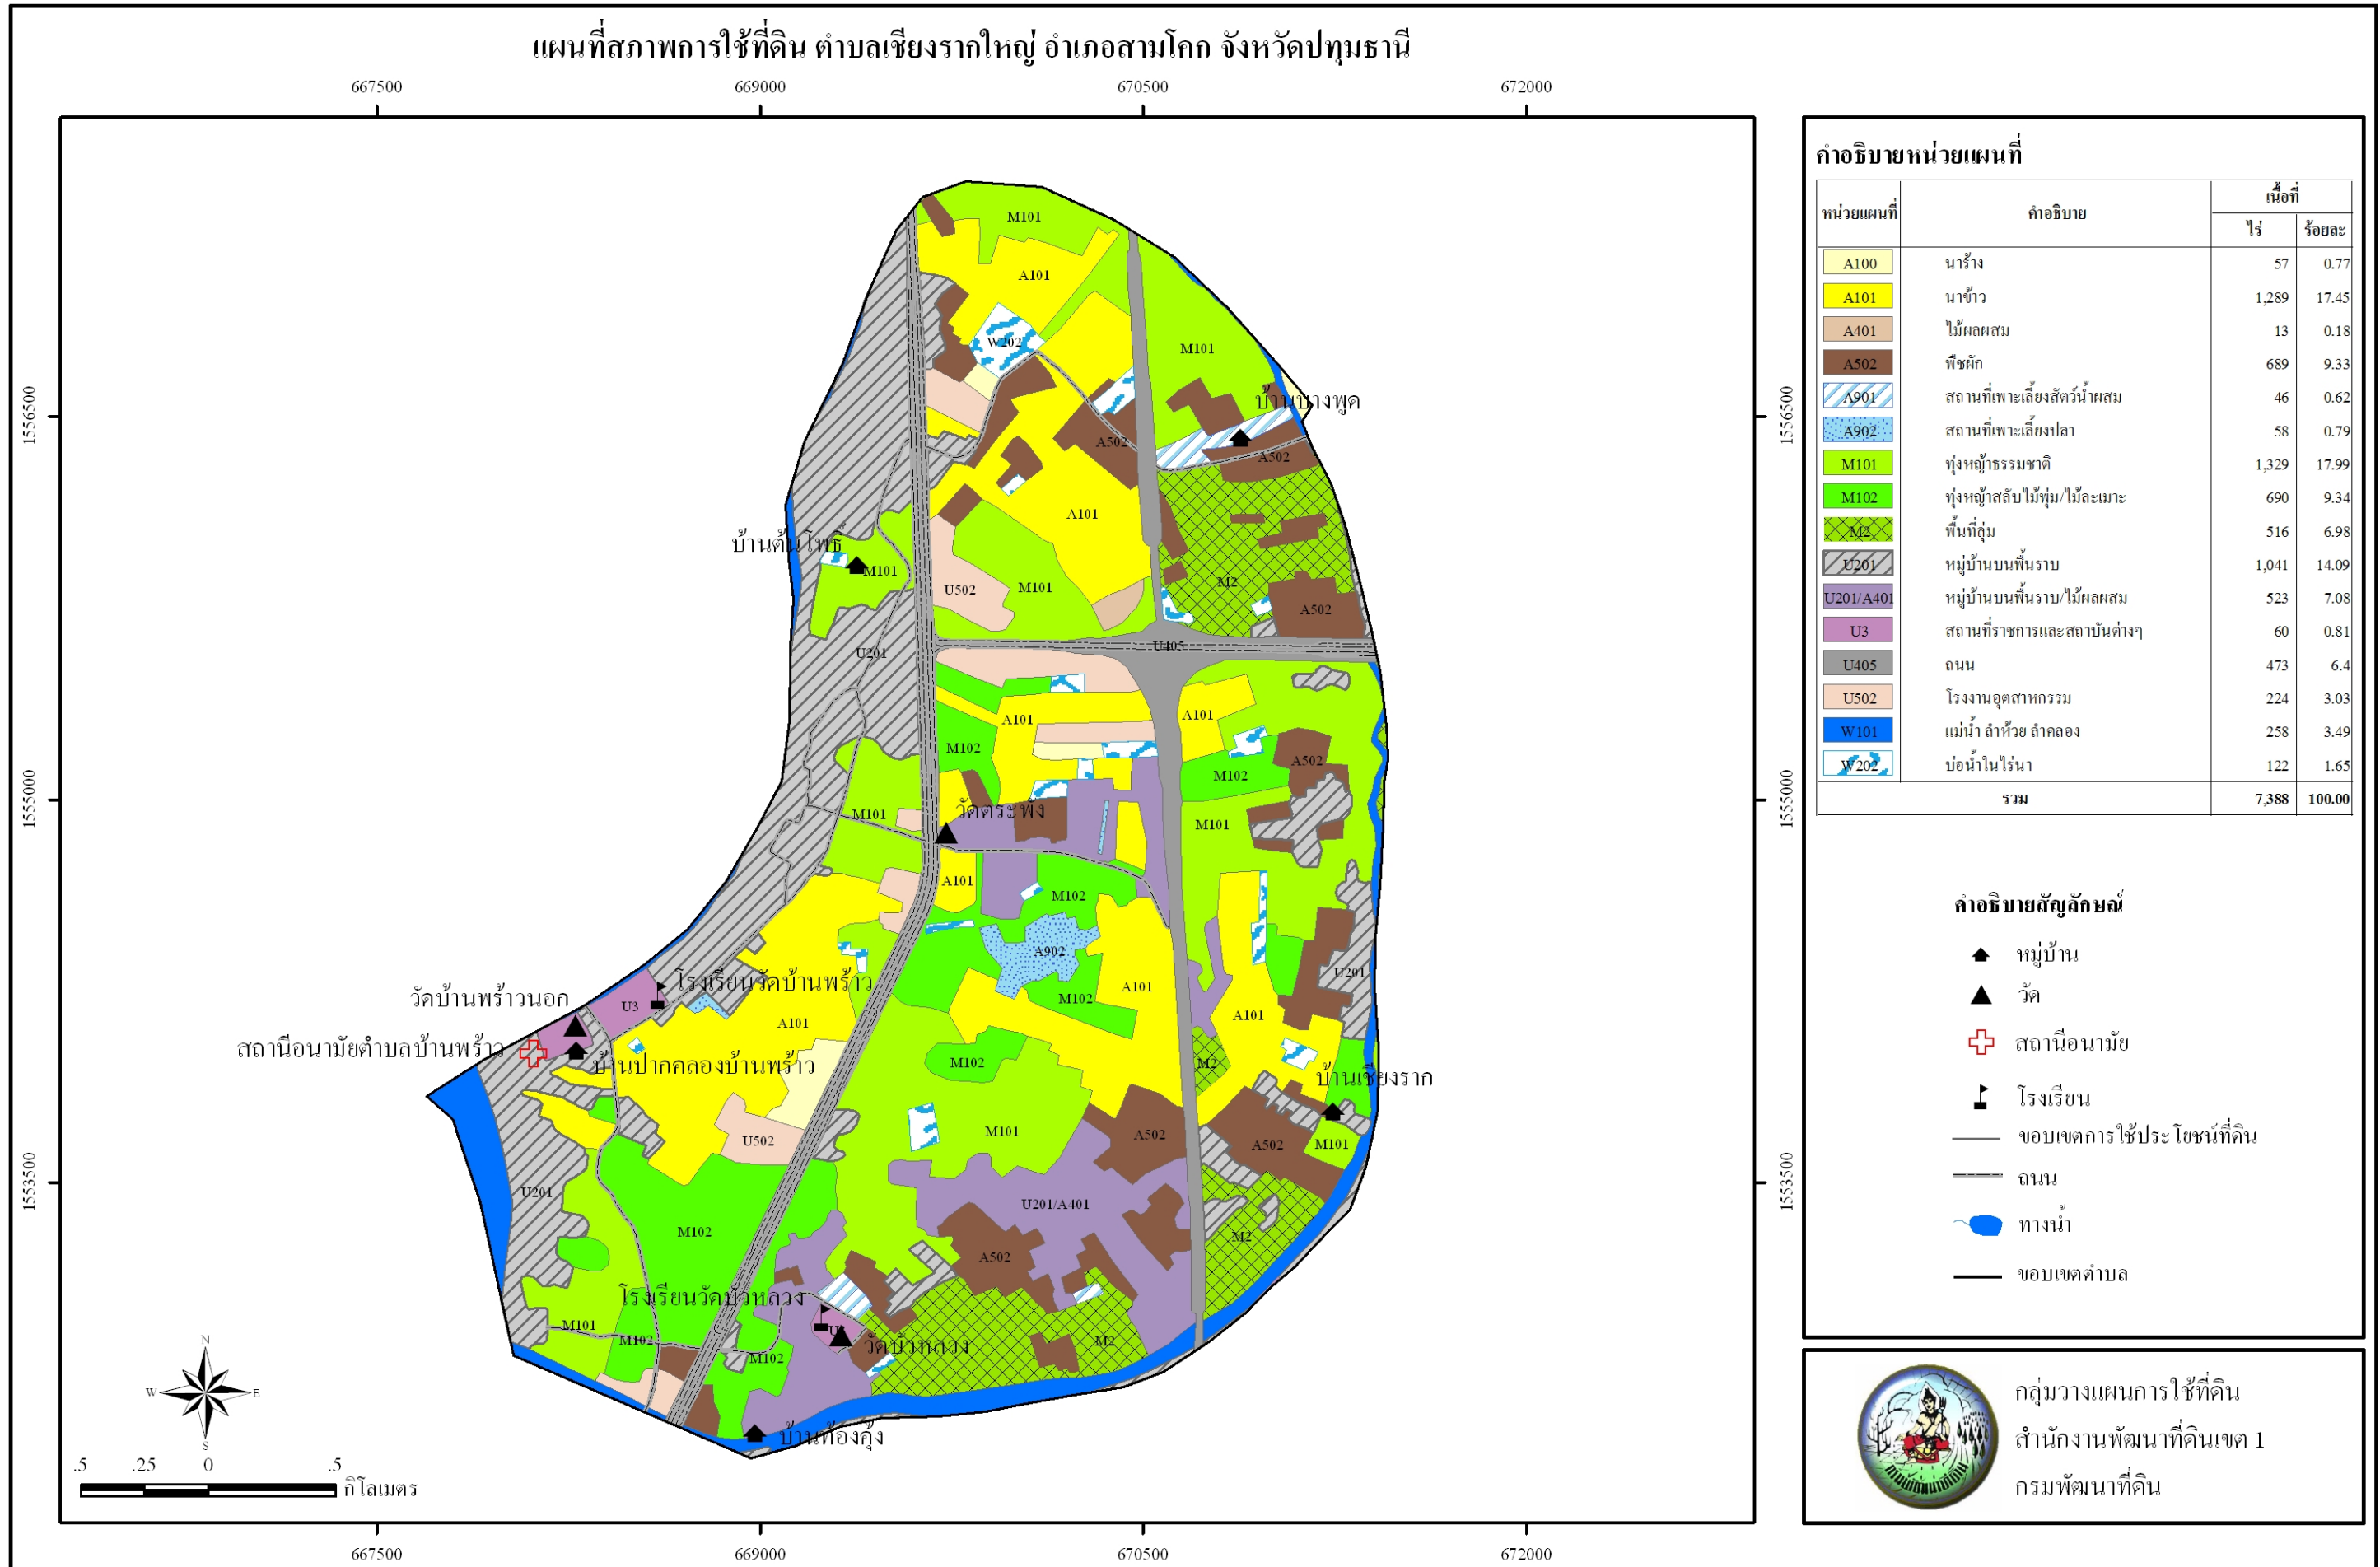 แผนที่สภาพการใช้ที่ดิน ตำบลเชียงรากใหญ่ อำเภอสามโคก จังหวัดปทุมธานี
667500 669000 670500 672000
1556500 1555000 1553500
M101
A101
W202
M101
บ้านบางพูด
A502
A502
A101
บ้านต้นโพธิ์
M101
U502
M101
M2
A502
U405
U201
A101
A101
M102
A502
M102
M101
วัดตระพัง
M101
A101
M102
A902
U201
โรงเรียนวัดบ้านพร้าว
วัดบ้านพร้าวนอก
U3
M102
A101
A101
A101
สถานีอนามัยตำบลบ้านพร้าว
บ้านปากคลองบ้านพร้าว
M102
M2
บ้านเชียงราก
U502
M101
A502
A502
M101
U201
U201/A401
M102
M2
A502
โรงเรียนวัดบัวหลวง
M101
M102
M102
วัดบัวหลวง
M2
บ้านท้องคุ้ง
1556500 1555000 1553500
N
W E
S
.5 .25 0 .5
กิโลเมตร
667500 669000 670500 672000
คำอธิบายหน่วยแผนที่
หน่วยแผนที่ คำอธิบาย เนื้อที่
ไร่ ร้อยละ
A100 นาร้าง 57 0.77
A101 นาข้าว 1,289 17.45
A401 ไม้ผลผสม 13 0.18
A502 พืชผัก 689 9.33
A901 สถานที่เพาะเลี้ยงสัตว์น้ำผสม 46 0.62
A902 สถานที่เพาะเลี้ยงปลา 58 0.79
M101 ทุ่งหญ้าธรรมชาติ 1,329 17.99
M102 ทุ่งหญ้าสลับไม้พุ่ม/ไม้ละเมาะ 690 9.34
M2 พื้นที่ลุ่ม 516 6.98
U201 หมู่บ้านบนพื้นราบ 1,041 14.09
U201/A401 หมู่บ้านบนพื้นราบ/ไม้ผลผสม 523 7.08
U3 สถานที่ราชการและสถาบันต่างๆ 60 0.81
U405 ถนน 473 6.4
U502 โรงงานอุตสาหกรรม 224 3.03
W101 แม่น้ำ ลำห้วย ลำคลอง 258 3.49
W202 บ่อน้ำในไร่นา 122 1.65
รวม 7,388 100.00
คำอธิบายสัญลักษณ์
หมู่บ้าน
วัด
สถานีอนามัย
โรงเรียน
ขอบเขตการใช้ประโยชน์ที่ดิน
ถนน
ทางน้ำ
ขอบเขตตำบล
กลุ่มวางแผนการใช้ที่ดิน
สำนักงานพัฒนาที่ดินเขต 1
กรมพัฒนาที่ดิน
กรมพัฒนาที่ดิน